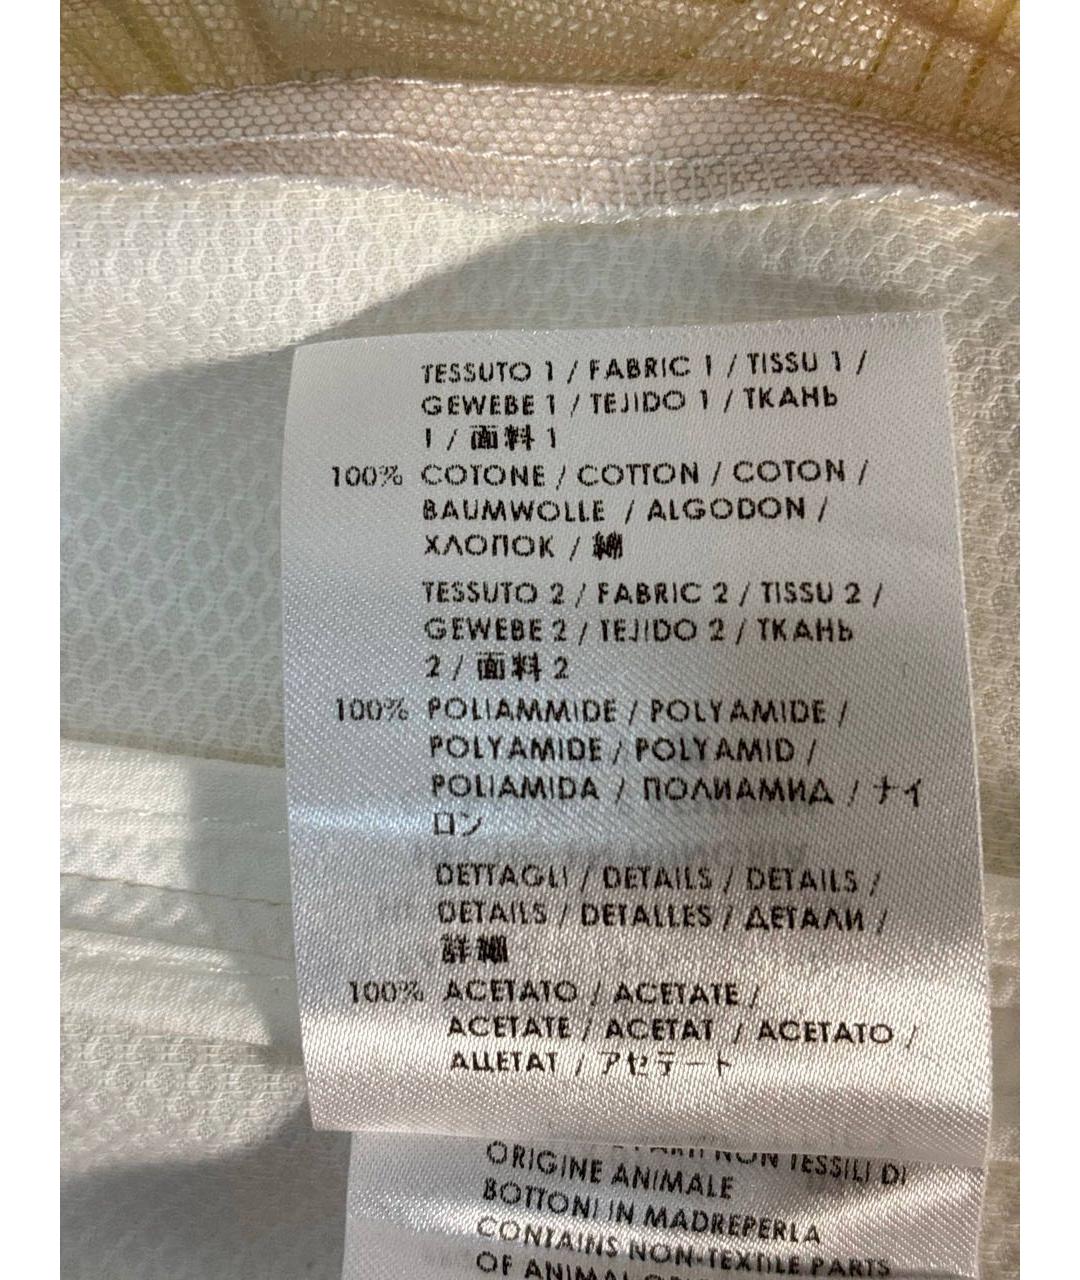 TESSUTO 1 / FABRIC 1 / TISSU 1 /
GEWEBE 1 / TEJIDO 1 / ТКАНЬ
1 / 面料 1
100% COTONE / COTTON / COTON /
BAUMWOLLE / ALGODON /
ХЛОПОК / 綿
TESSUTO 2 / FABRIC 2 / TISSU 2 /
GEWEBE 2 / TEJIDO 2 / ТКАНЬ
2 / 面料 2
100% POLIAMMIDE / POLYAMIDE /
POLYAMIDE / POLYAMID /
POLIAMIDA / ПОЛИАМИД / ナイ
ロン
DETTAGLI / DETAILS / DETAILS /
DETAILS / DETALLES / ДЕТАЛИ /
詳細
100% ACETATO / ACETATE /
ACETATE / ACETAT / ACETATO /
АЦЕТАТ / アセテート
NON TESSILI DI
ORIGINE ANIMALE
BOTTONI IN MADREPERLA
CONTAINS NON-TEXTILE PARTS
OF